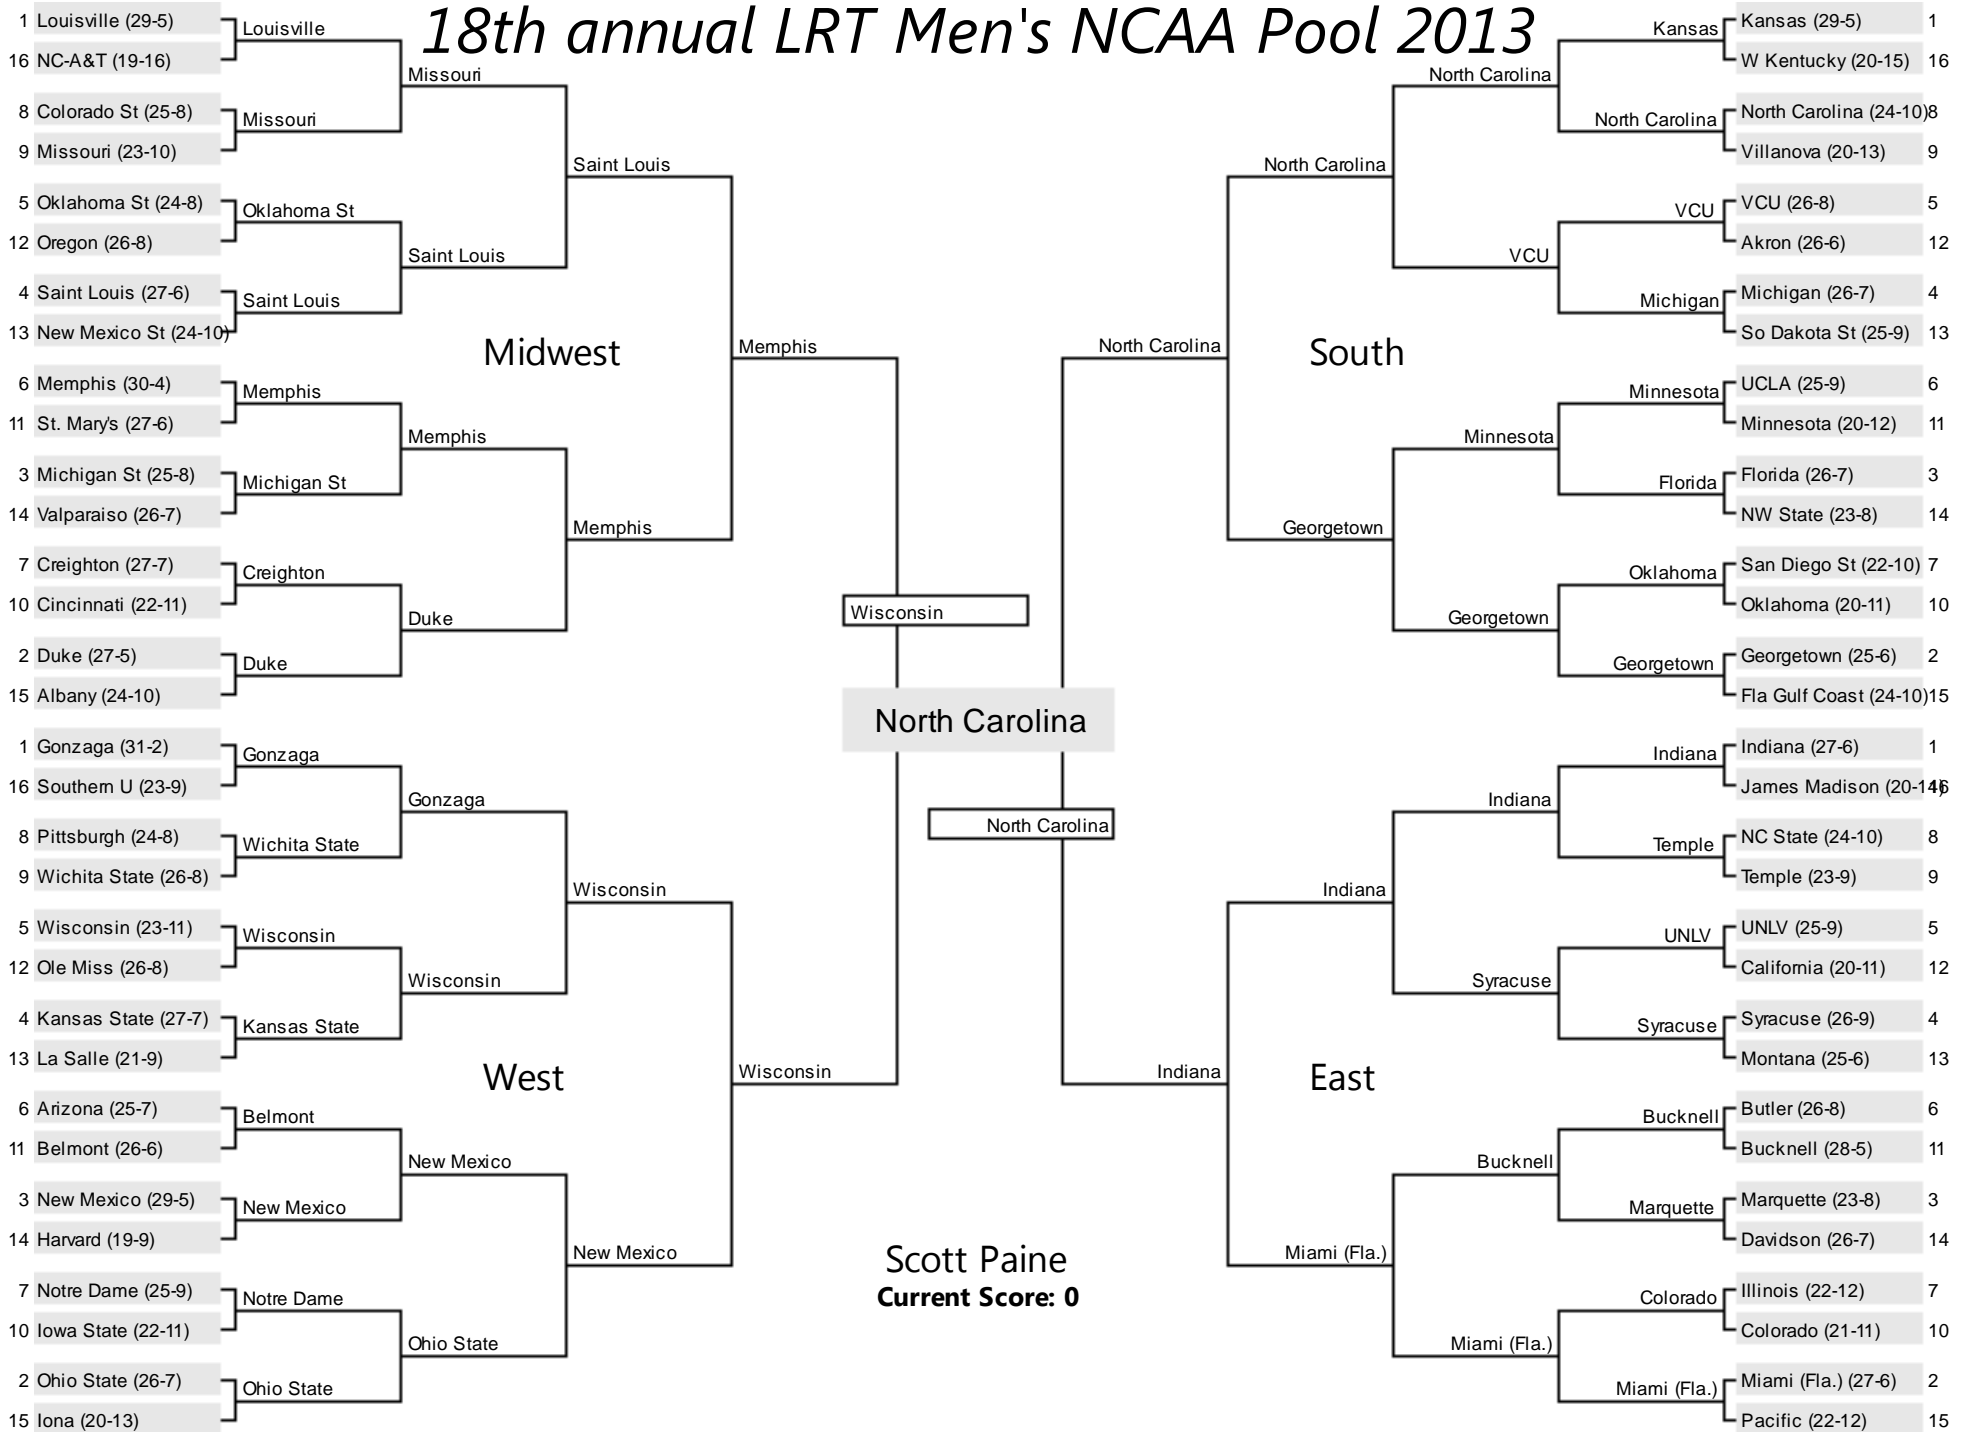 18th annual LRT Men's NCAA Pool 2013
1 Louisville (29-5)
16 NC-A&T (19-16)
8 Colorado St (25-8)
9 Missouri (23-10)
5 Oklahoma St (24-8)
12 Oregon (26-8)
4 Saint Louis (27-6)
13 New Mexico St (24-10)
6 Memphis (30-4)
11 St. Mary's (27-6)
3 Michigan St (25-8)
14 Valparaiso (26-7)
7 Creighton (27-7)
10 Cincinnati (22-11)
2 Duke (27-5)
15 Albany (24-10)
Louisville
Missouri
Oklahoma St
Saint Louis
Memphis
Michigan St
Creighton
Duke
Missouri
Saint Louis
Memphis
Duke
Saint Louis
Memphis
Midwest
Memphis
1 Gonzaga (31-2)
16 Southern U (23-9)
8 Pittsburgh (24-8)
9 Wichita State (26-8)
5 Wisconsin (23-11)
12 Ole Miss (26-8)
4 Kansas State (27-7)
13 La Salle (21-9)
6 Arizona (25-7)
11 Belmont (26-6)
3 New Mexico (29-5)
14 Harvard (19-9)
7 Notre Dame (25-9)
10 Iowa State (22-11)
2 Ohio State (26-7)
15 Iona (20-13)
Gonzaga
Wichita State
Wisconsin
Kansas State
Belmont
New Mexico
Notre Dame
Ohio State
Gonzaga
Wisconsin
New Mexico
Ohio State
Wisconsin
New Mexico
West
Wisconsin
Wisconsin
North Carolina
North Carolina
Scott Paine
Current Score: 0
Kansas (29-5) 1
W Kentucky (20-15) 16
North Carolina (24-10) 8
Villanova (20-13) 9
VCU (26-8) 5
Akron (26-6) 12
Michigan (26-7) 4
So Dakota St (25-9) 13
UCLA (25-9) 6
Minnesota (20-12) 11
Florida (26-7) 3
NW State (23-8) 14
San Diego St (22-10) 7
Oklahoma (20-11) 10
Georgetown (25-6) 2
Fla Gulf Coast (24-10) 15
Kansas
North Carolina
VCU
Michigan
Minnesota
Florida
Oklahoma
Georgetown
North Carolina
VCU
Minnesota
Georgetown
North Carolina
Georgetown
South
North Carolina
Indiana (27-6) 1
James Madison (20-14) 16
NC State (24-10) 8
Temple (23-9) 9
UNLV (25-9) 5
California (20-11) 12
Syracuse (26-9) 4
Montana (25-6) 13
Butler (26-8) 6
Bucknell (28-5) 11
Marquette (23-8) 3
Davidson (26-7) 14
Illinois (22-12) 7
Colorado (21-11) 10
Miami (Fla.) (27-6) 2
Pacific (22-12) 15
Indiana
Temple
UNLV
Syracuse
Bucknell
Marquette
Colorado
Miami (Fla.)
Indiana
Syracuse
Bucknell
Miami (Fla.)
Indiana
Miami (Fla.)
East
Indiana